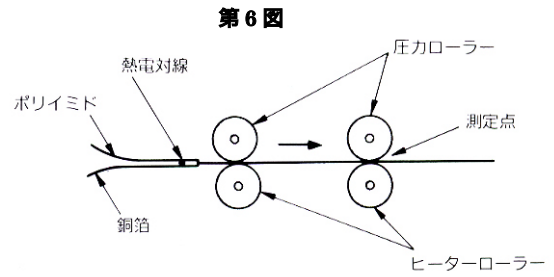 第6図
圧力ローラー
熱電対線
ポリイミド
測定点
銅箔
ヒーターローラー